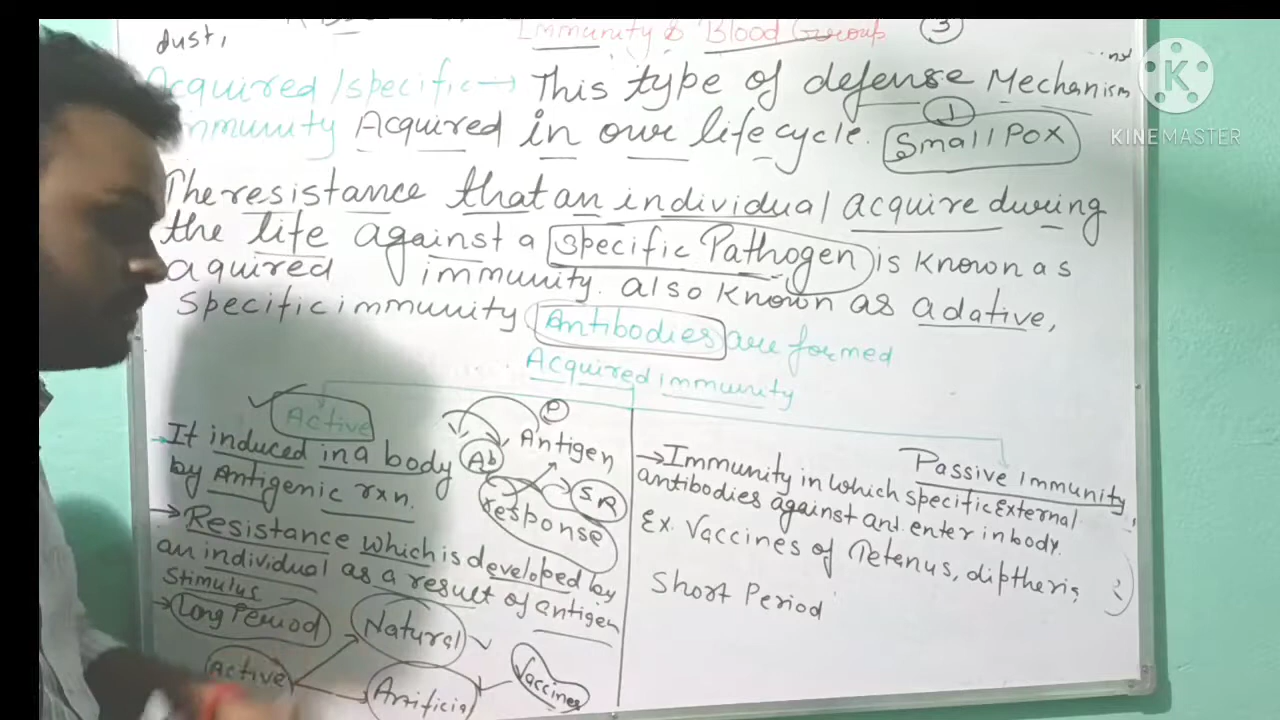 dust,
Immunity & Blood Group
3
Acquired/specific → This type of defense Mechanism
immunity Acquired in our life cycle.
1
Small Pox
The resistance that an individual acquire during
the life against a specific Pathogen is known as
aquired immunity. also known as adative,
Specific immunity Antibodies are formed
Acquired immunity
Active
→ It induced in a body
by Antigenic rxn.
→ Resistance which is developed by
an individual as a result of antigen
Stimulus
→ Long Period
Active
Natural
Arificial
Vaccines
P
Antigen
Ab
SR
Response
Passive Immunity
→ Immunity in which specific External
antibodies against ant. enter in body.
Ex. Vaccines of Tetenus, diptheris
Short Period
K
KINEMASTER